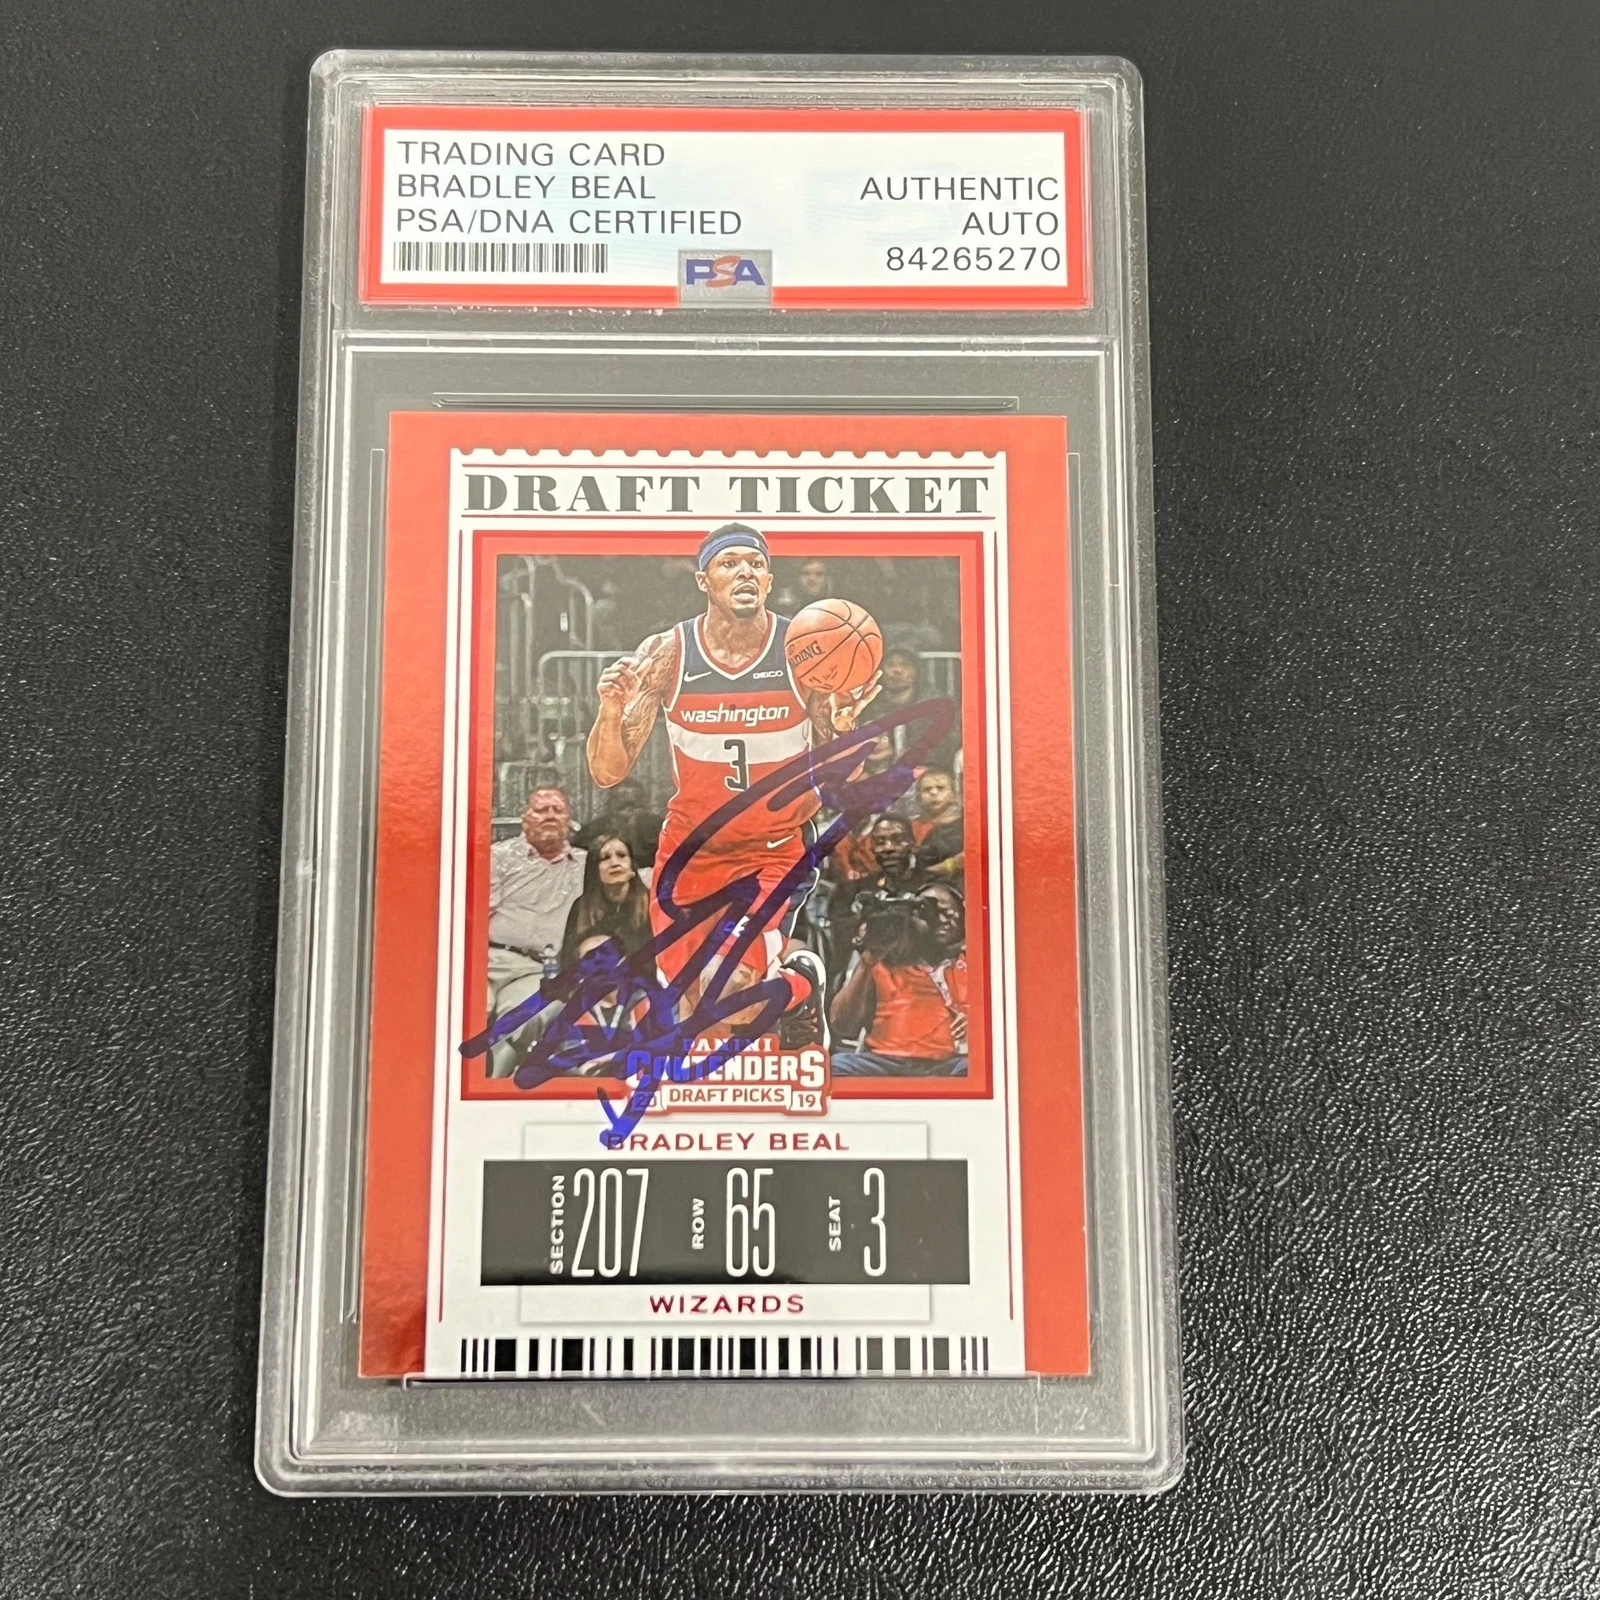 TRADING CARD
BRADLEY BEAL
PSA/DNA CERTIFIED
AUTHENTIC
AUTO
84265270
PSA
DRAFT TICKET
GEICO
washington
3
PANINI
CONTENDERS
20 DRAFT PICKS 19
BRADLEY BEAL
SECTION 207 ROW 65 SEAT 3
WIZARDS